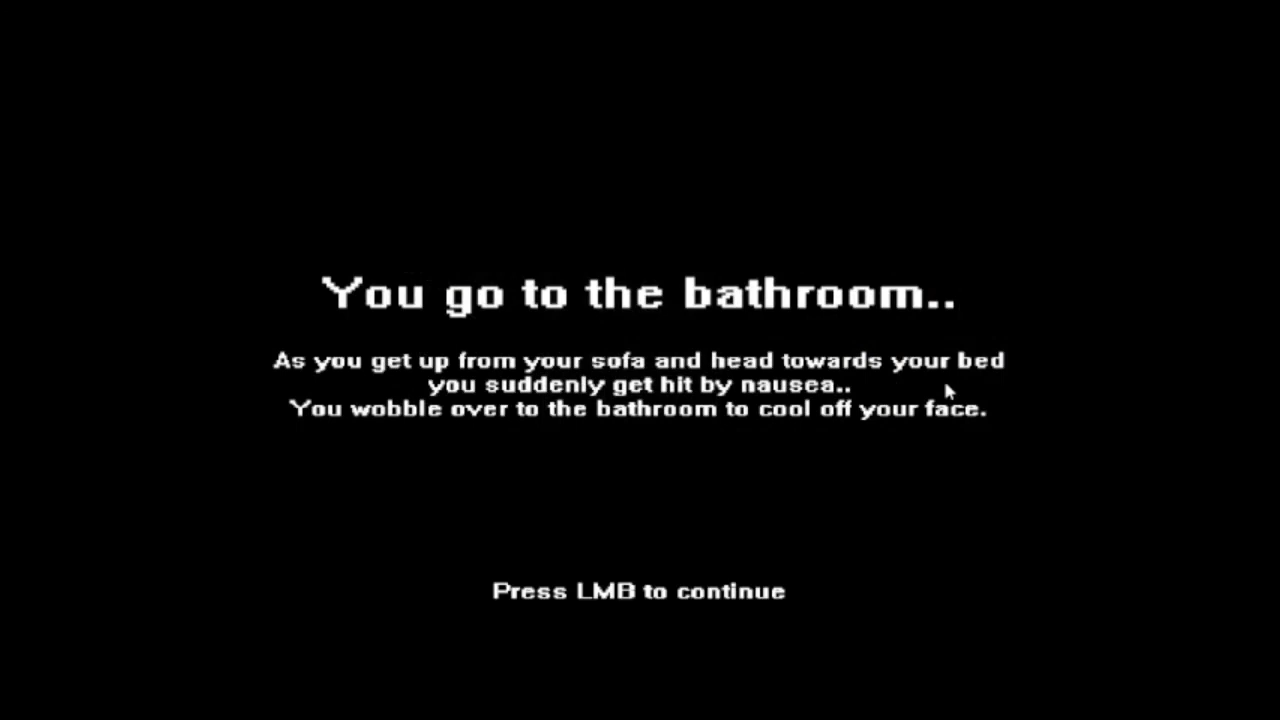 You go to the bathroom..
As you get up from your sofa and head towards your bed
you suddenly get hit by nausea..
You wobble over to the bathroom to cool off your face.
Press LMB to continue